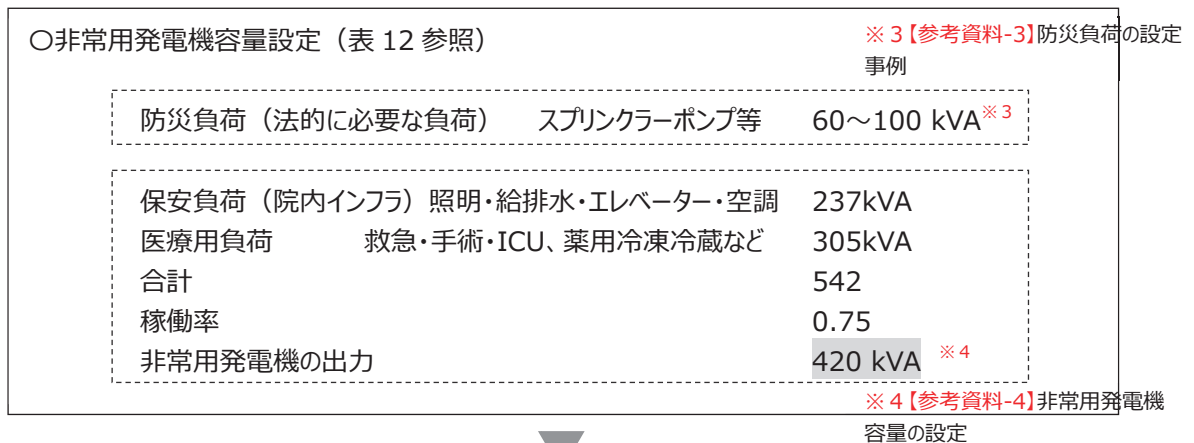 〇非常用発電機容量設定（表 12 参照）
※３【参考資料-3】防災負荷の設定
事例
防災負荷（法的に必要な負荷） スプリンクラーポンプ等 60～100 kVA※３
保安負荷（院内インフラ）照明・給排水・エレベーター・空調 237kVA
医療用負荷 救急・手術・ICU、薬用冷凍冷蔵など 305kVA
合計 542
稼働率 0.75
非常用発電機の出力 420 kVA ※４
※４【参考資料-4】非常用発電機
容量の設定